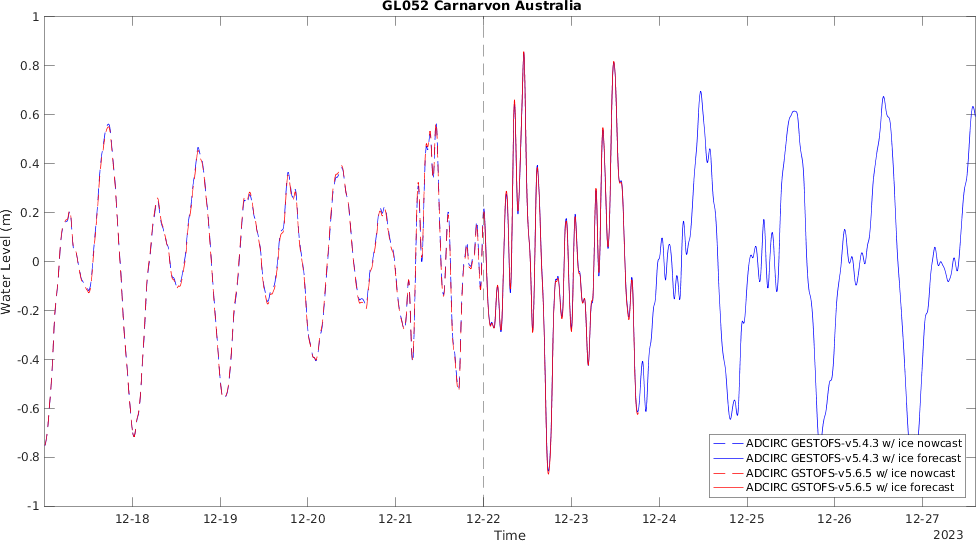 GL052 Carnarvon Australia
1
0.8
0.6
0.4
0.2
0
-0.2
-0.4
-0.6
-0.8
-1
Water Level (m)
ADCIRC GESTOFS-v5.4.3 w/ ice nowcast
ADCIRC GESTOFS-v5.4.3 w/ ice forecast
ADCIRC GSTOFS-v5.6.5 w/ ice nowcast
ADCIRC GSTOFS-v5.6.5 w/ ice forecast
12-18 12-19 12-20 12-21 12-22 12-23 12-24 12-25 12-26 12-27
Time
2023